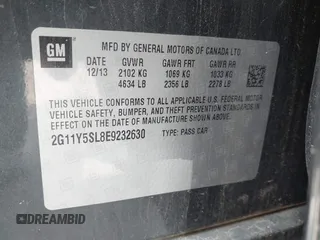 GM
MFD BY GENERAL MOTORS OF CANADA LTD.
DATE GVWR GAWR FRT GAWR RR
12/13 2102 KG 1069 KG 1033 KG
4634 LB 2356 LB 2278 LB
THIS VEHICLE CONFORMS TO ALL APPLICABLE U.S. FEDERAL MOTOR
VEHICLE SAFETY, BUMPER, AND THEFT PREVENTION STANDARDS IN
EFFECT ON THE DATE OF MANUFACTURE SHOWN ABOVE.
2G11Y5SL8E9232630 TYPE: PASS CAR
DREAMBID